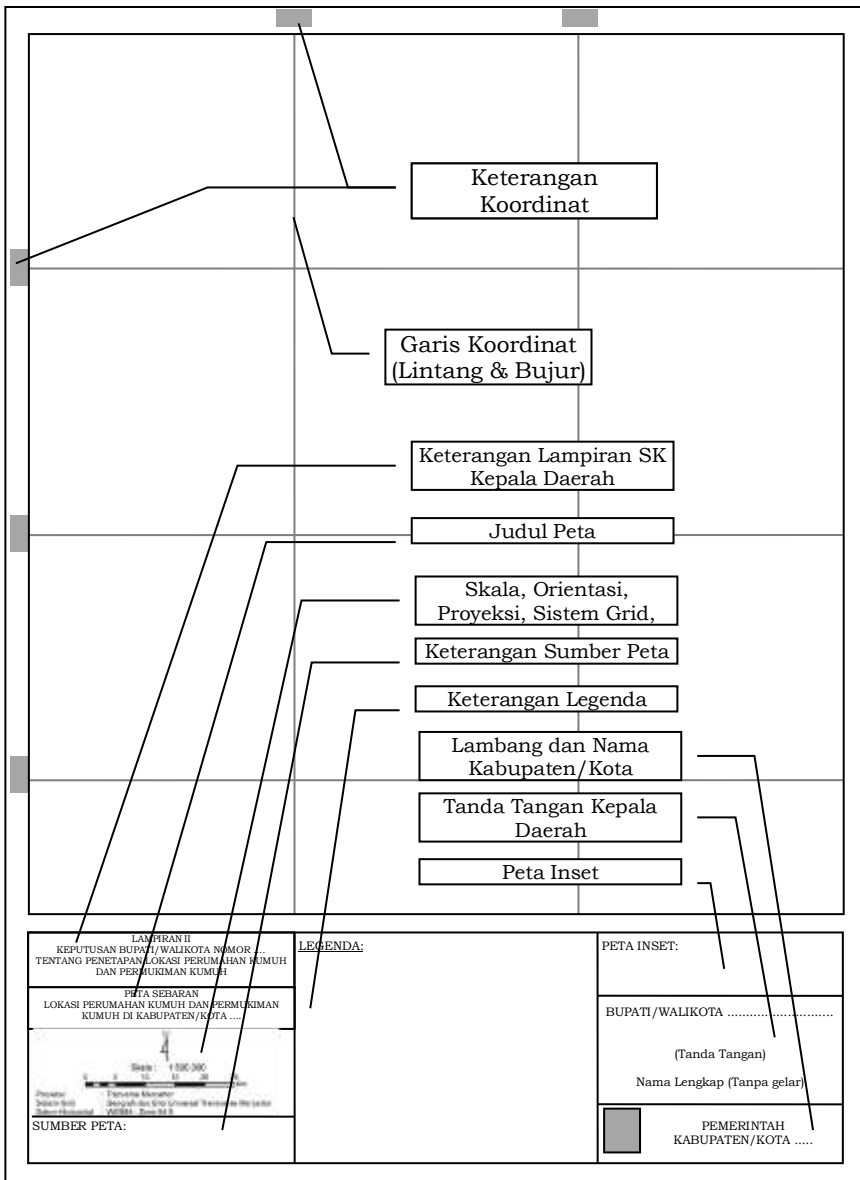 Keterangan
Koordinat
Garis Koordinat
(Lintang & Bujur)
Keterangan Lampiran SK
Kepala Daerah
Judul Peta
Skala, Orientasi,
Proyeksi, Sistem Grid,
Keterangan Sumber Peta
Keterangan Legenda
Lambang dan Nama
Kabupaten/Kota
Tanda Tangan Kepala
Daerah
Peta Inset
LAMPIRAN II
KEPUTUSAN BUPATI/WALIKOTA NOMOR ....
TENTANG PENETAPAN LOKASI PERUMAHAN KUMUH
DAN PERMUKIMAN KUMUH
PETA SEBARAN
LOKASI PERUMAHAN KUMUH DAN PERMUKIMAN
KUMUH DI KABUPATEN/KOTA ....
Skala :
Proyeksi : Transverse Mercator
SUMBER PETA:
LEGENDA:
PETA INSET:
BUPATI/WALIKOTA ............................
(Tanda Tangan)
Nama Lengkap (Tanpa gelar)
PEMERINTAH
KABUPATEN/KOTA .....